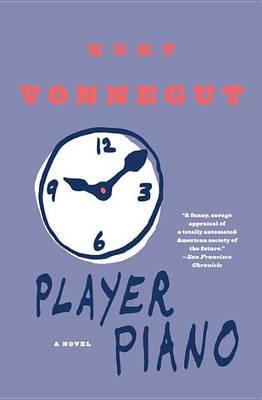 KURT
VONNEGUT
12
9
3
6
"A funny, savage
appraisal of
a totally automated
American society of
the future."
—San Francisco
Chronicle
PLAYER
A NOVEL
PIANO